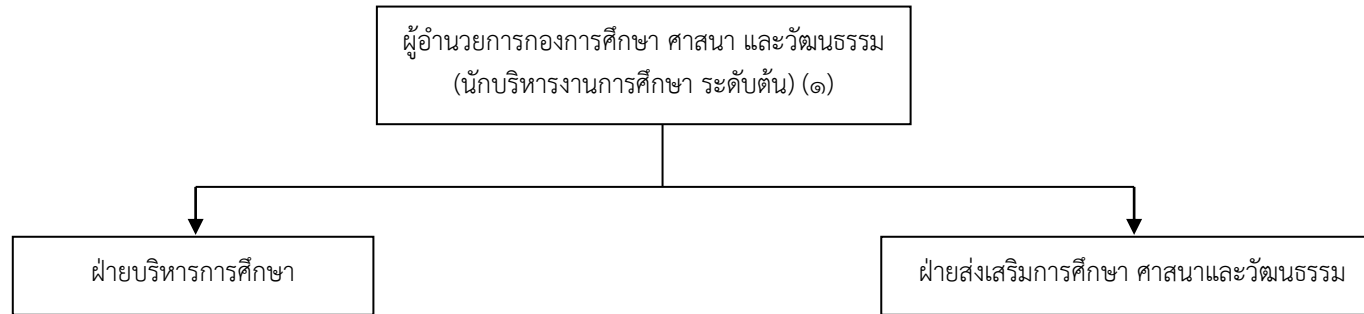 ผู้อำนวยการกองการศึกษา ศาสนา และวัฒนธรรม
(นักบริหารงานการศึกษา ระดับต้น) (๑)
ฝ่ายบริหารการศึกษา
ฝ่ายส่งเสริมการศึกษา ศาสนาและวัฒนธรรม